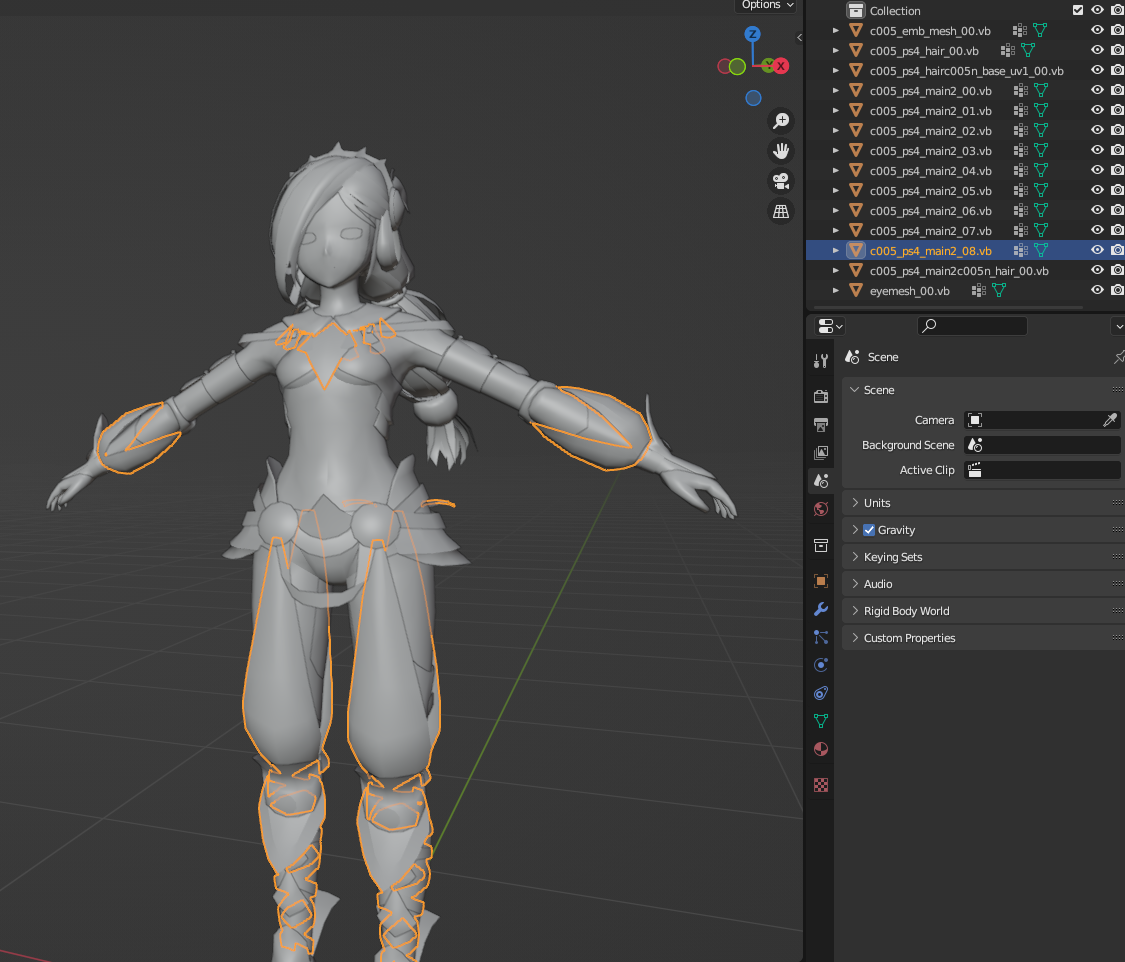 Options
Collection
c005_emb_mesh_00.vb
c005_ps4_hair_00.vb
c005_ps4_hairc005n_base_uv1_00.vb
c005_ps4_main2_00.vb
c005_ps4_main2_01.vb
c005_ps4_main2_02.vb
c005_ps4_main2_03.vb
c005_ps4_main2_04.vb
c005_ps4_main2_05.vb
c005_ps4_main2_06.vb
c005_ps4_main2_07.vb
c005_ps4_main2_08.vb
c005_ps4_main2c005n_hair_00.vb
eyemesh_00.vb
Z
Y
X
Scene
Scene
Camera
Background Scene
Active Clip
Units
Gravity
Keying Sets
Audio
Rigid Body World
Custom Properties